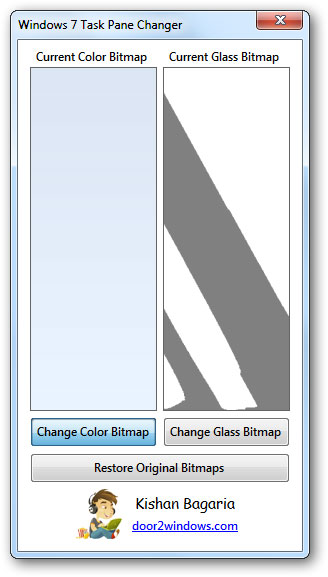 Windows 7 Task Pane Changer
Current Color Bitmap Current Glass Bitmap
Change Color Bitmap Change Glass Bitmap
Restore Original Bitmaps
Kishan Bagaria
door2windows.com